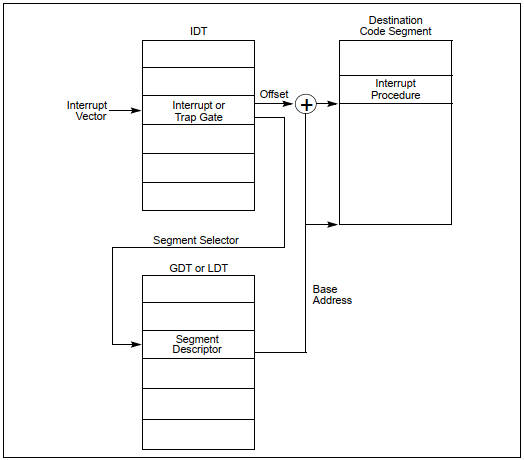 IDT
Destination
Code Segment
Interrupt
Vector
Interrupt or
Trap Gate
Offset
+
Interrupt
Procedure
Segment Selector
GDT or LDT
Base
Address
Segment
Descriptor